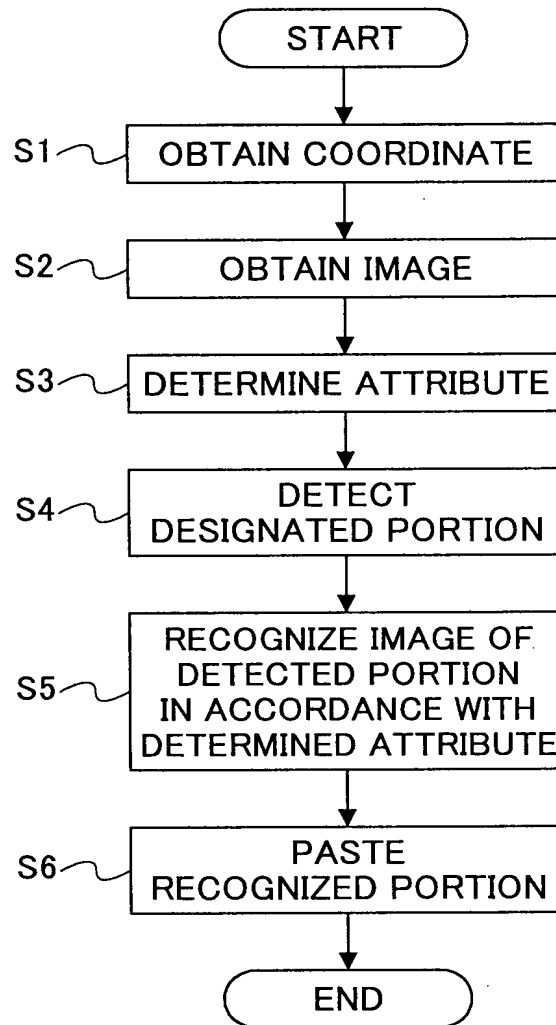 START
S1 OBTAIN COORDINATE
S2 OBTAIN IMAGE
S3 DETERMINE ATTRIBUTE
S4 DETECT
DESIGNATED PORTION
S5 RECOGNIZE IMAGE OF
DETECTED PORTION
IN ACCORDANCE WITH
DETERMINED ATTRIBUTE
S6 PASTE
RECOGNIZED PORTION
END